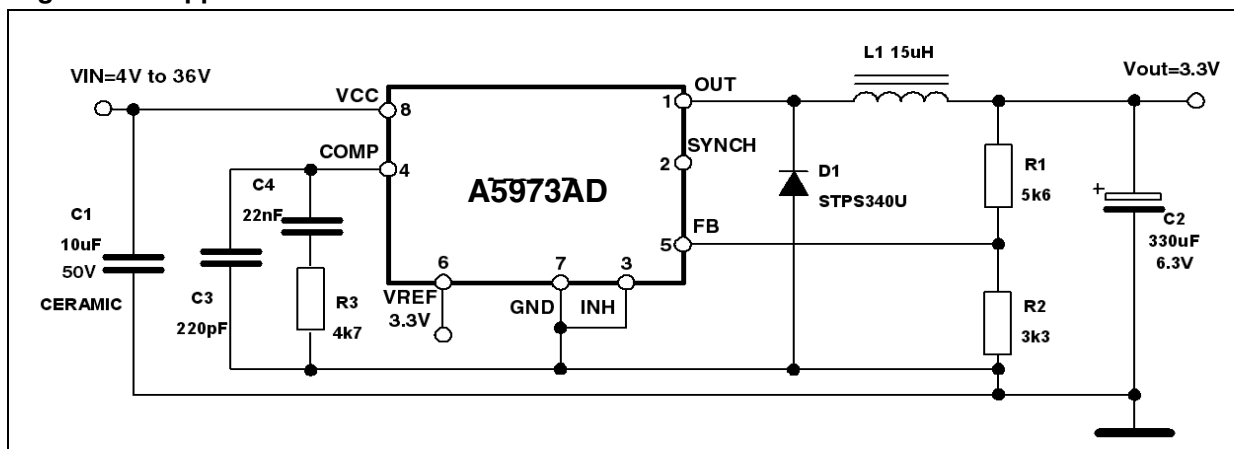 VIN=4V to 36V
VCC
8
COMP
4
C4
22nF
C1
10uF
50V
CERAMIC
C3
220pF
R3
4k7
A5973AD
6
VREF
3.3V
7
GND
3
INH
OUT
1
SYNCH
2
FB
5
L1 15uH
D1
STPS340U
Vout=3.3V
R1
5k6
R2
3k3
+
C2
330uF
6.3V